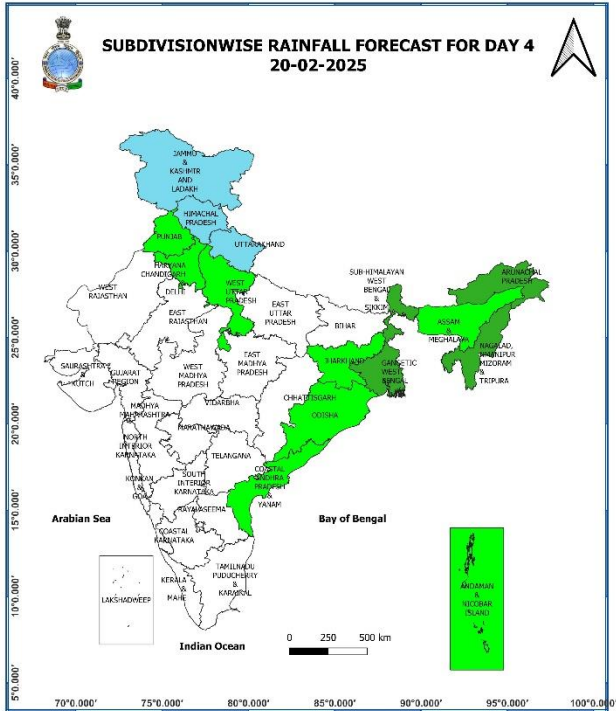 SUBDIVISIONWISE RAINFALL FORECAST FOR DAY 4
20-02-2025
40°0.000'
35°0.000'
30°0.000'
25°0.000'
20°0.000'
15°0.000'
10°0.000'
5°0.000'
JAMMU
&
KASHMIR
AND
LADAKH
HIMACHAL
PRADESH
PUNJAB
UTTARAKHAND
HARYANA
CHANDIGARH
DELHI
WEST
UTTAR
PRADESH
WEST
RAJASTHAN
EAST
RAJASTHAN
EAST
UTTAR
PRADESH
SUB-HIMALAYAN
WEST
BENGAL
&
SIKKIM
ARUNACHAL
PRADESH
ASSAM
&
MEGHALAYA
NAGALAD,
MANIPUR
MIZORAM
&
TRIPURA
BIHAR
JHARKHAND
GANGETIC
WEST
BENGAL
SAURASHTRA
&
KUTCH
GUJARAT
REGION
WEST
MADHYA
PRADESH
EAST
MADHYA
PRADESH
CHHATTISGARH
ODISHA
VIDARBHA
MADHYA
MAHARASHTRA
MARATHAWADA
NORTH
INTERIOR
KARNATAKA
TELANGANA
KONKAN
&
GOA
SOUTH
INTERIOR
KARNATAKA
COASTAL
ANDHRA
PRADESH
&
YANAM
RAYALASEEMA
COASTAL
KARNATAKA
TAMILNADU
PUDUCHERRY
&
KARAIKAL
KERALA
&
MAHE
LAKSHADWEEP
ANDAMAN
&
NICOBAR
ISLAND
Arabian Sea
Bay of Bengal
Indian Ocean
0 250 500 km
70°0.000' 75°0.000' 80°0.000' 85°0.000' 90°0.000' 95°0.000' 100°0.000'